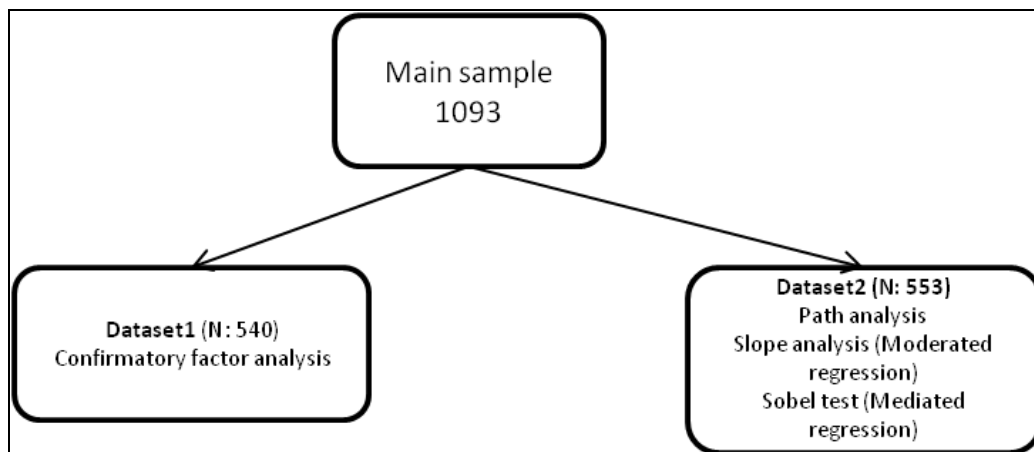 Main sample
1093
Dataset1 (N: 540)
Confirmatory factor analysis
Dataset2 (N: 553)
Path analysis
Slope analysis (Moderated
regression)
Sobel test (Mediated
regression)